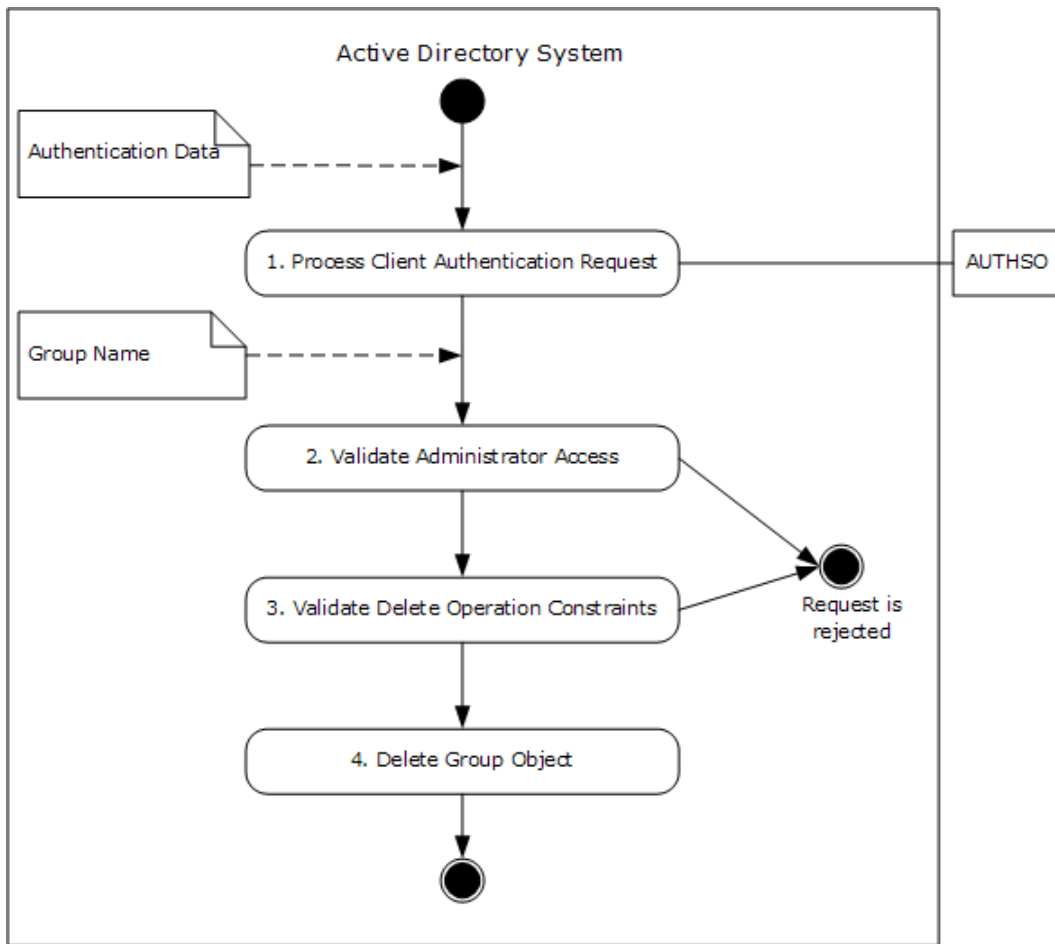 Active Directory System
Authentication Data
1. Process Client Authentication Request
AUTHSO
Group Name
2. Validate Administrator Access
3. Validate Delete Operation Constraints
Request is
rejected
4. Delete Group Object